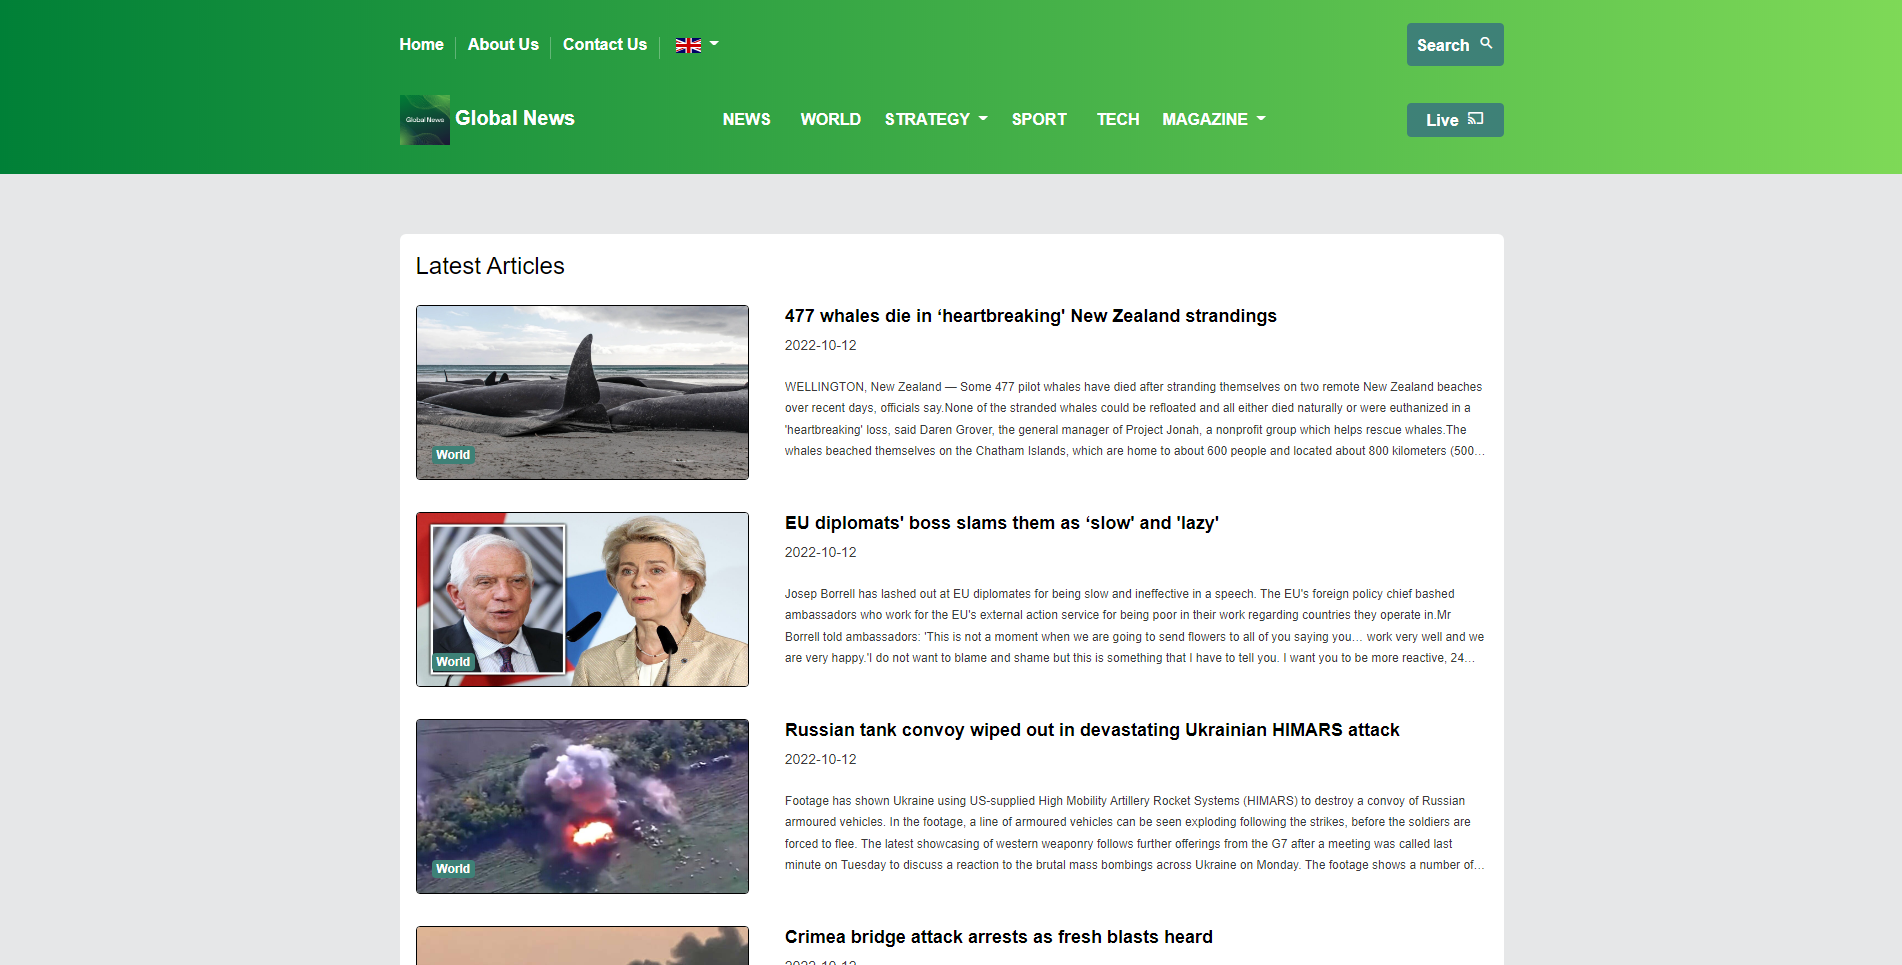 Home
About Us
Contact Us
Search
Global News
Global News
NEWS
WORLD
STRATEGY
SPORT
TECH
MAGAZINE
Live
Latest Articles
World
477 whales die in ‘heartbreaking' New Zealand strandings
2022-10-12
WELLINGTON, New Zealand — Some 477 pilot whales have died after stranding themselves on two remote New Zealand beaches
over recent days, officials say.None of the stranded whales could be refloated and all either died naturally or were euthanized in a
'heartbreaking' loss, said Daren Grover, the general manager of Project Jonah, a nonprofit group which helps rescue whales.The
whales beached themselves on the Chatham Islands, which are home to about 600 people and located about 800 kilometers (500...
World
EU diplomats' boss slams them as ‘slow' and 'lazy'
2022-10-12
Josep Borrell has lashed out at EU diplomates for being slow and ineffective in a speech. The EU's foreign policy chief bashed
ambassadors who work for the EU's external action service for being poor in their work regarding countries they operate in.Mr
Borrell told ambassadors: 'This is not a moment when we are going to send flowers to all of you saying you… work very well and we
are very happy.'I do not want to blame and shame but this is something that I have to tell you. I want you to be more reactive, 24...
World
Russian tank convoy wiped out in devastating Ukrainian HIMARS attack
2022-10-12
Footage has shown Ukraine using US-supplied High Mobility Artillery Rocket Systems (HIMARS) to destroy a convoy of Russian
armoured vehicles. In the footage, a line of armoured vehicles can be seen exploding following the strikes, before the soldiers are
forced to flee. The latest showcasing of western weaponry follows further offerings from the G7 after a meeting was called last
minute on Tuesday to discuss a reaction to the brutal mass bombings across Ukraine on Monday. The footage shows a number of...
Crimea bridge attack arrests as fresh blasts heard
2022-10-12